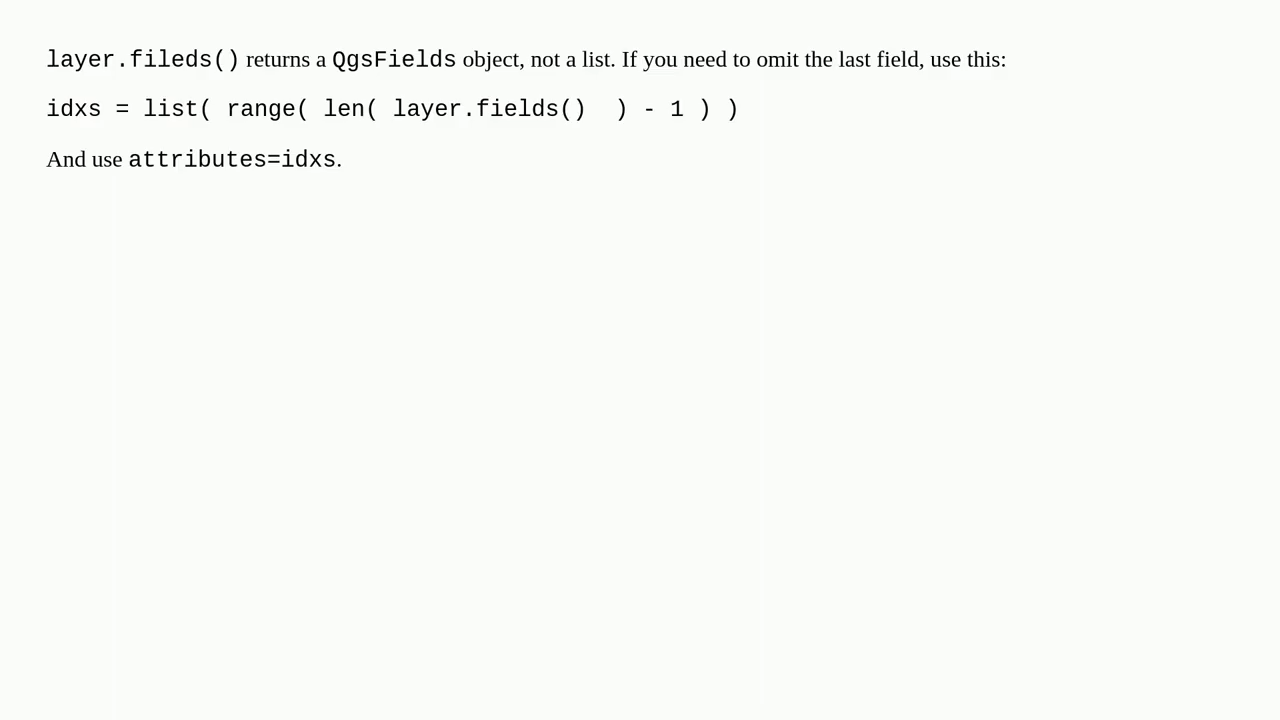 layer.fileds() returns a QgsFields object, not a list. If you need to omit the last field, use this:
idxs = list( range( len( layer.fields()  ) - 1 ) )
And use attributes=idxs.